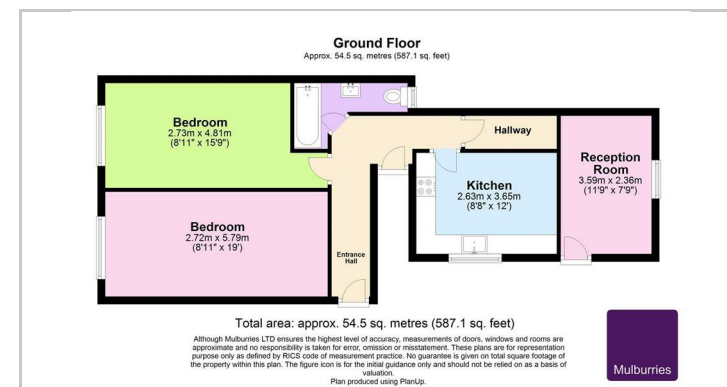 Ground Floor
Approx. 54.5 sq. metres (587.1 sq. feet)
Bedroom
2.73m x 4.81m
(8'11" x 15'9")
Hallway
Reception
Room
3.59m x 2.36m
(11'9" x 7'9")
Kitchen
2.63m x 3.65m
(8'8" x 12')
Bedroom
2.72m x 5.79m
(8'11" x 19')
Entrance
Hall
Total area: approx. 54.5 sq. metres (587.1 sq. feet)
Although Mulburries LTD ensures the highest level of accuracy, measurements of doors, windows and rooms are
approximate and no responsibility is taken for error, omission or misstatement. These plans are for representation
purpose only as defined by RICS code of measurement practice. No guarantee is given on total square footage of
the property within this plan. The figure icon is for the initial guidance only and should not be relied on as a basis of
valuation.
Plan produced using PlanUp.
Mulburries